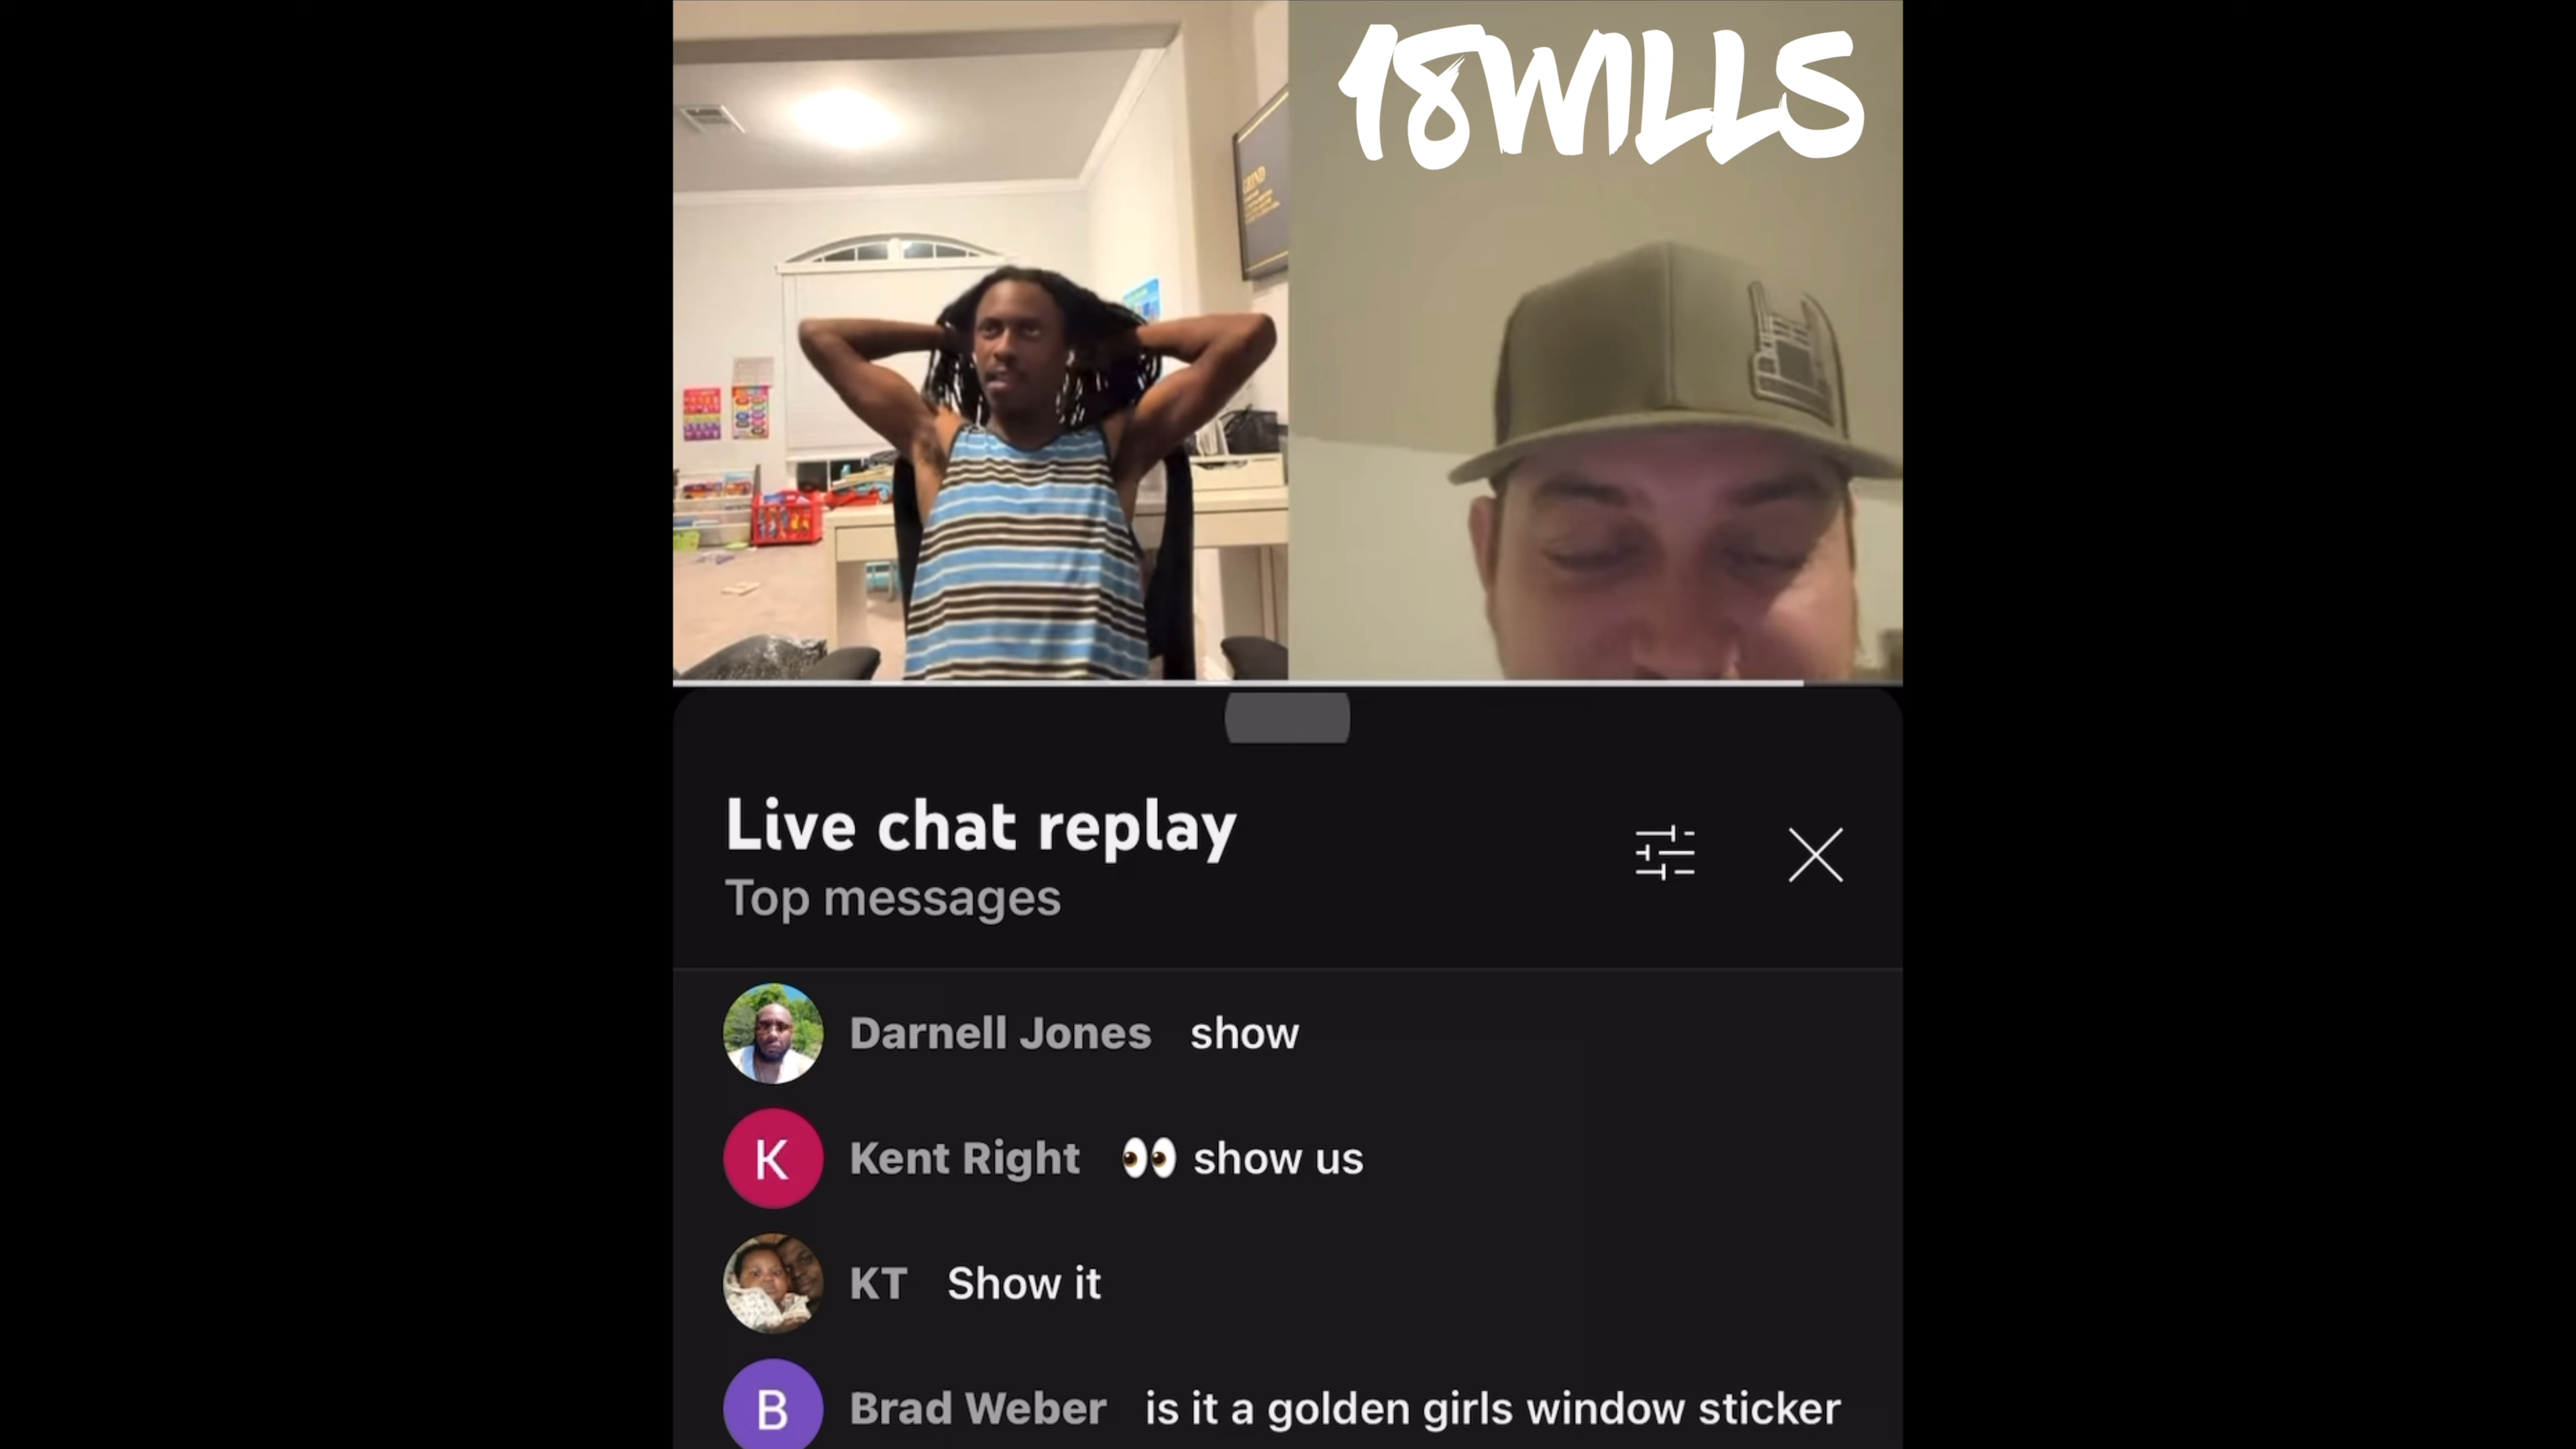 18WILLS
GRIND
Live chat replay
Top messages
Darnell Jones show
K
Kent Right 👀 show us
KT Show it
B
Brad Weber is it a golden girls window sticker